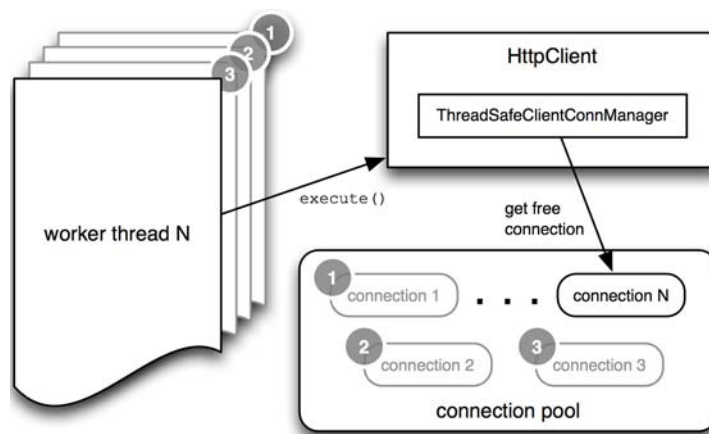 1
2
3
worker thread N
execute()
HttpClient
ThreadSafeClientConnManager
get free
connection
1
connection 1
. . .
connection N
2
connection 2
3
connection 3
connection pool